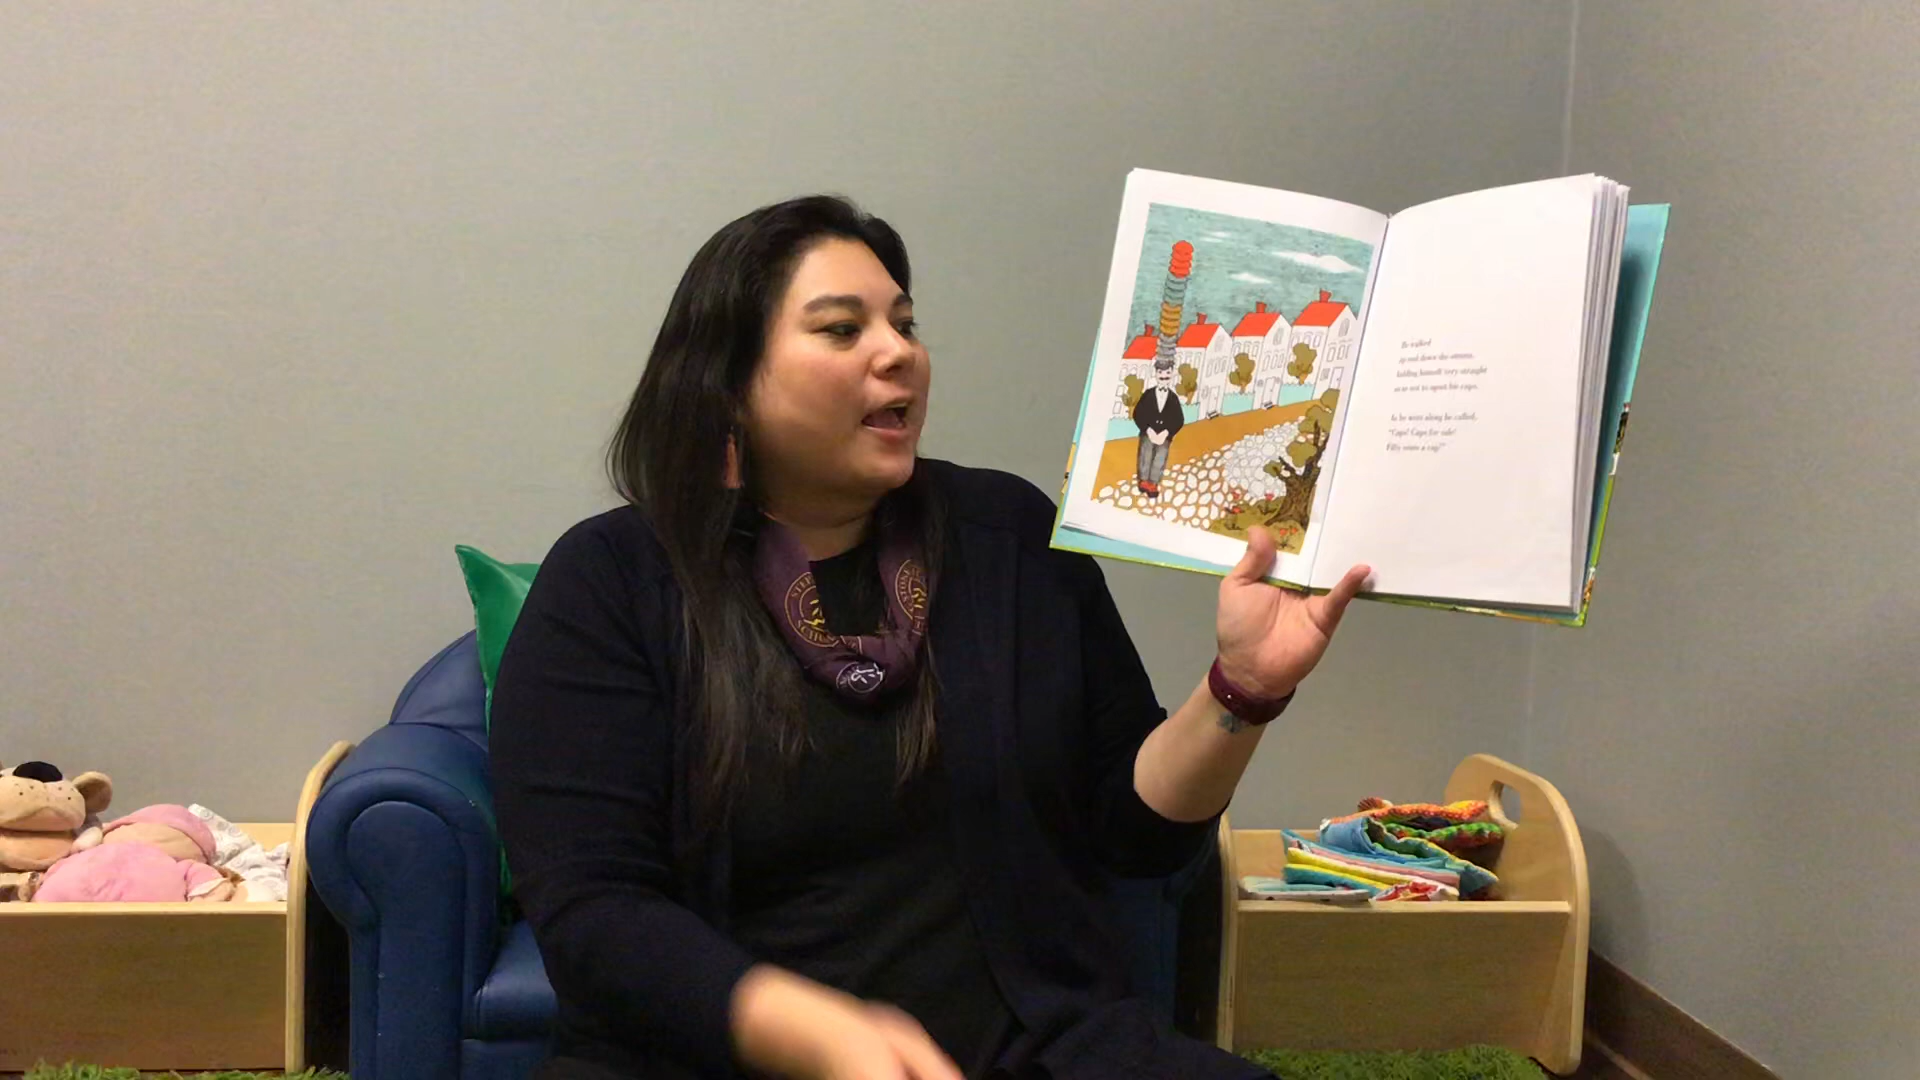 He walked
up and down the streets,
holding himself very straight
so as not to upset his caps.
As he went along he called,
"Caps! Caps for sale!
Fifty cents a cap!"